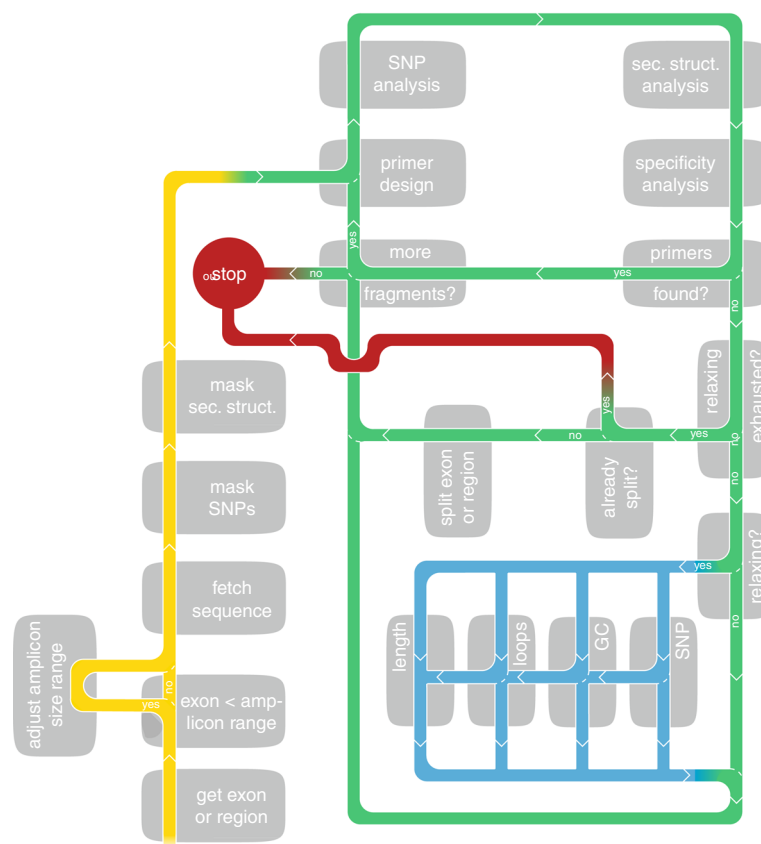 SNP
analysis
sec. struct.
analysis
primer
design
specificity
analysis
yes
more
fragments?
no
primers
found?
yes
no
ou
stop
relaxing
exhausted?
mask
sec. struct.
yes
no
yes
no
split exon
or region
already
split?
no
mask
SNPs
relaxing?
yes
fetch
sequence
no
length
loops
GC
SNP
adjust amplicon
size range
no
yes
exon < amp-
licon range
get exon
or region